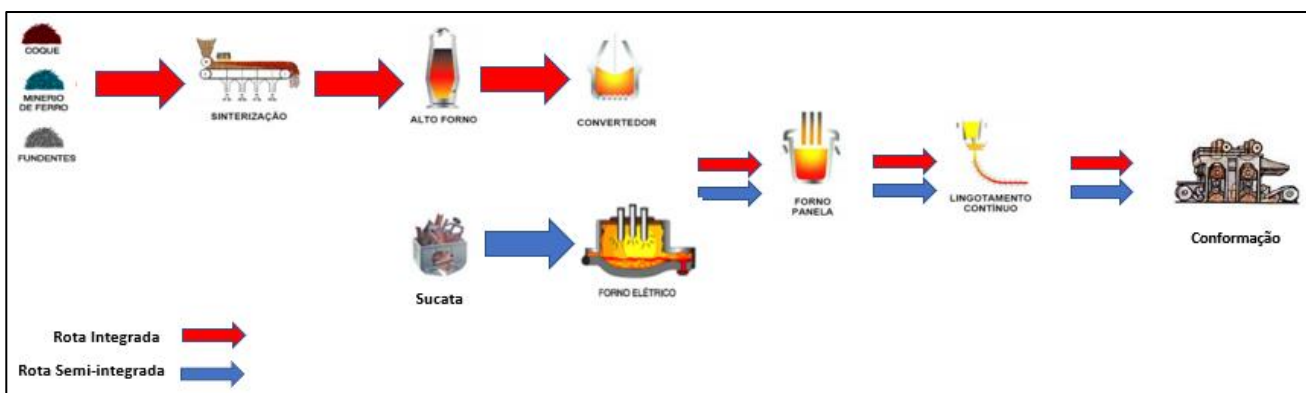 COQUE
MINERIO
DE FERRO
FUNDENTES
SINTERIZAÇÃO
ALTO FORNO
CONVERTEDOR
FORNO
PANELA
LINGOTAMENTO
CONTÍNUO
Conformação
Sucata
FORNO ELÉTRICO
Rota Integrada
Rota Semi-integrada